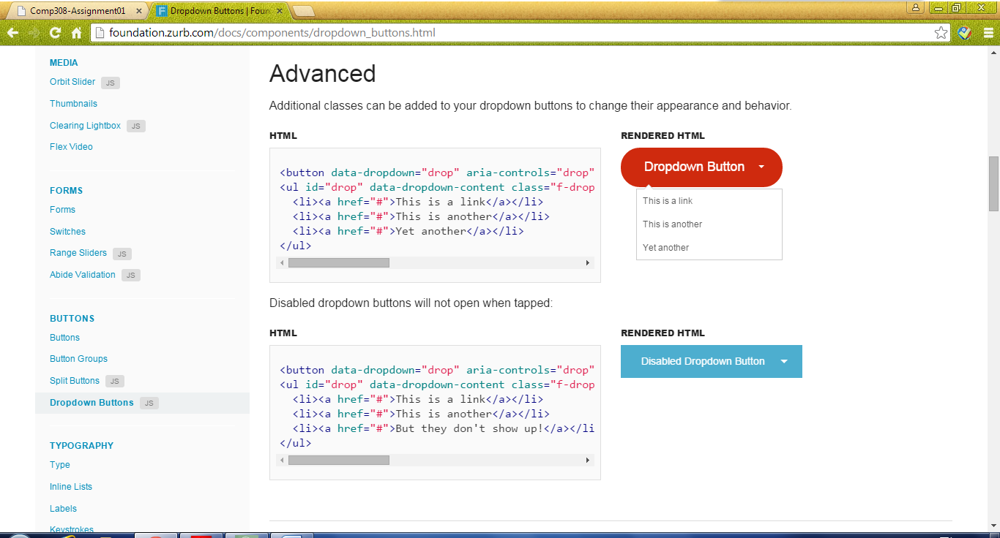 Comp308-Assignment01
Dropdown Buttons | Foun
foundation.zurb.com/docs/components/dropdown_buttons.html
MEDIA
Orbit Slider JS
Thumbnails
Clearing Lightbox JS
Flex Video
FORMS
Forms
Switches
Range Sliders JS
Abide Validation JS
BUTTONS
Buttons
Button Groups
Split Buttons JS
Dropdown Buttons JS
TYPOGRAPHY
Type
Inline Lists
Labels
Keystrokes
Advanced
Additional classes can be added to your dropdown buttons to change their appearance and behavior.
HTML
<button data-dropdown="drop" aria-controls="drop"
<ul id="drop" data-dropdown-content class="f-drop
<li><a href="#">This is a link</a></li>
<li><a href="#">This is another</a></li>
<li><a href="#">Yet another</a></li>
</ul>
RENDERED HTML
Dropdown Button
This is a link
This is another
Yet another
Disabled dropdown buttons will not open when tapped:
HTML
<button data-dropdown="drop" aria-controls="drop"
<ul id="drop" data-dropdown-content class="f-drop
<li><a href="#">This is a link</a></li>
<li><a href="#">This is another</a></li>
<li><a href="#">But they don't show up!</a></li
</ul>
RENDERED HTML
Disabled Dropdown Button